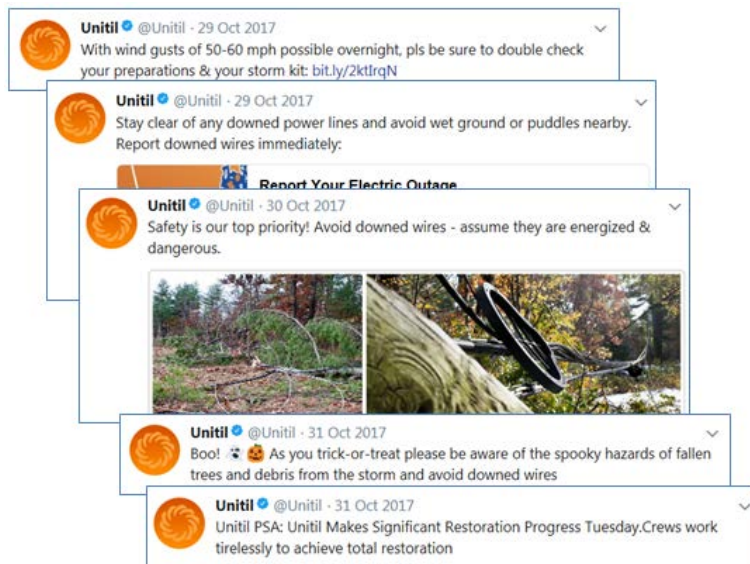 Unitil @Unitil · 29 Oct 2017
With wind gusts of 50-60 mph possible overnight, pls be sure to double check
your preparations & your storm kit: bit.ly/2ktIrqN
Unitil @Unitil · 29 Oct 2017
Stay clear of any downed power lines and avoid wet ground or puddles nearby.
Report downed wires immediately:
Report Your Electric Outage
Unitil @Unitil · 30 Oct 2017
Safety is our top priority! Avoid downed wires - assume they are energized &
dangerous.
Unitil @Unitil · 31 Oct 2017
Boo! 👻 🎃 As you trick-or-treat please be aware of the spooky hazards of fallen
trees and debris from the storm and avoid downed wires
Unitil @Unitil · 31 Oct 2017
Unitil PSA: Unitil Makes Significant Restoration Progress Tuesday.Crews work
tirelessly to achieve total restoration